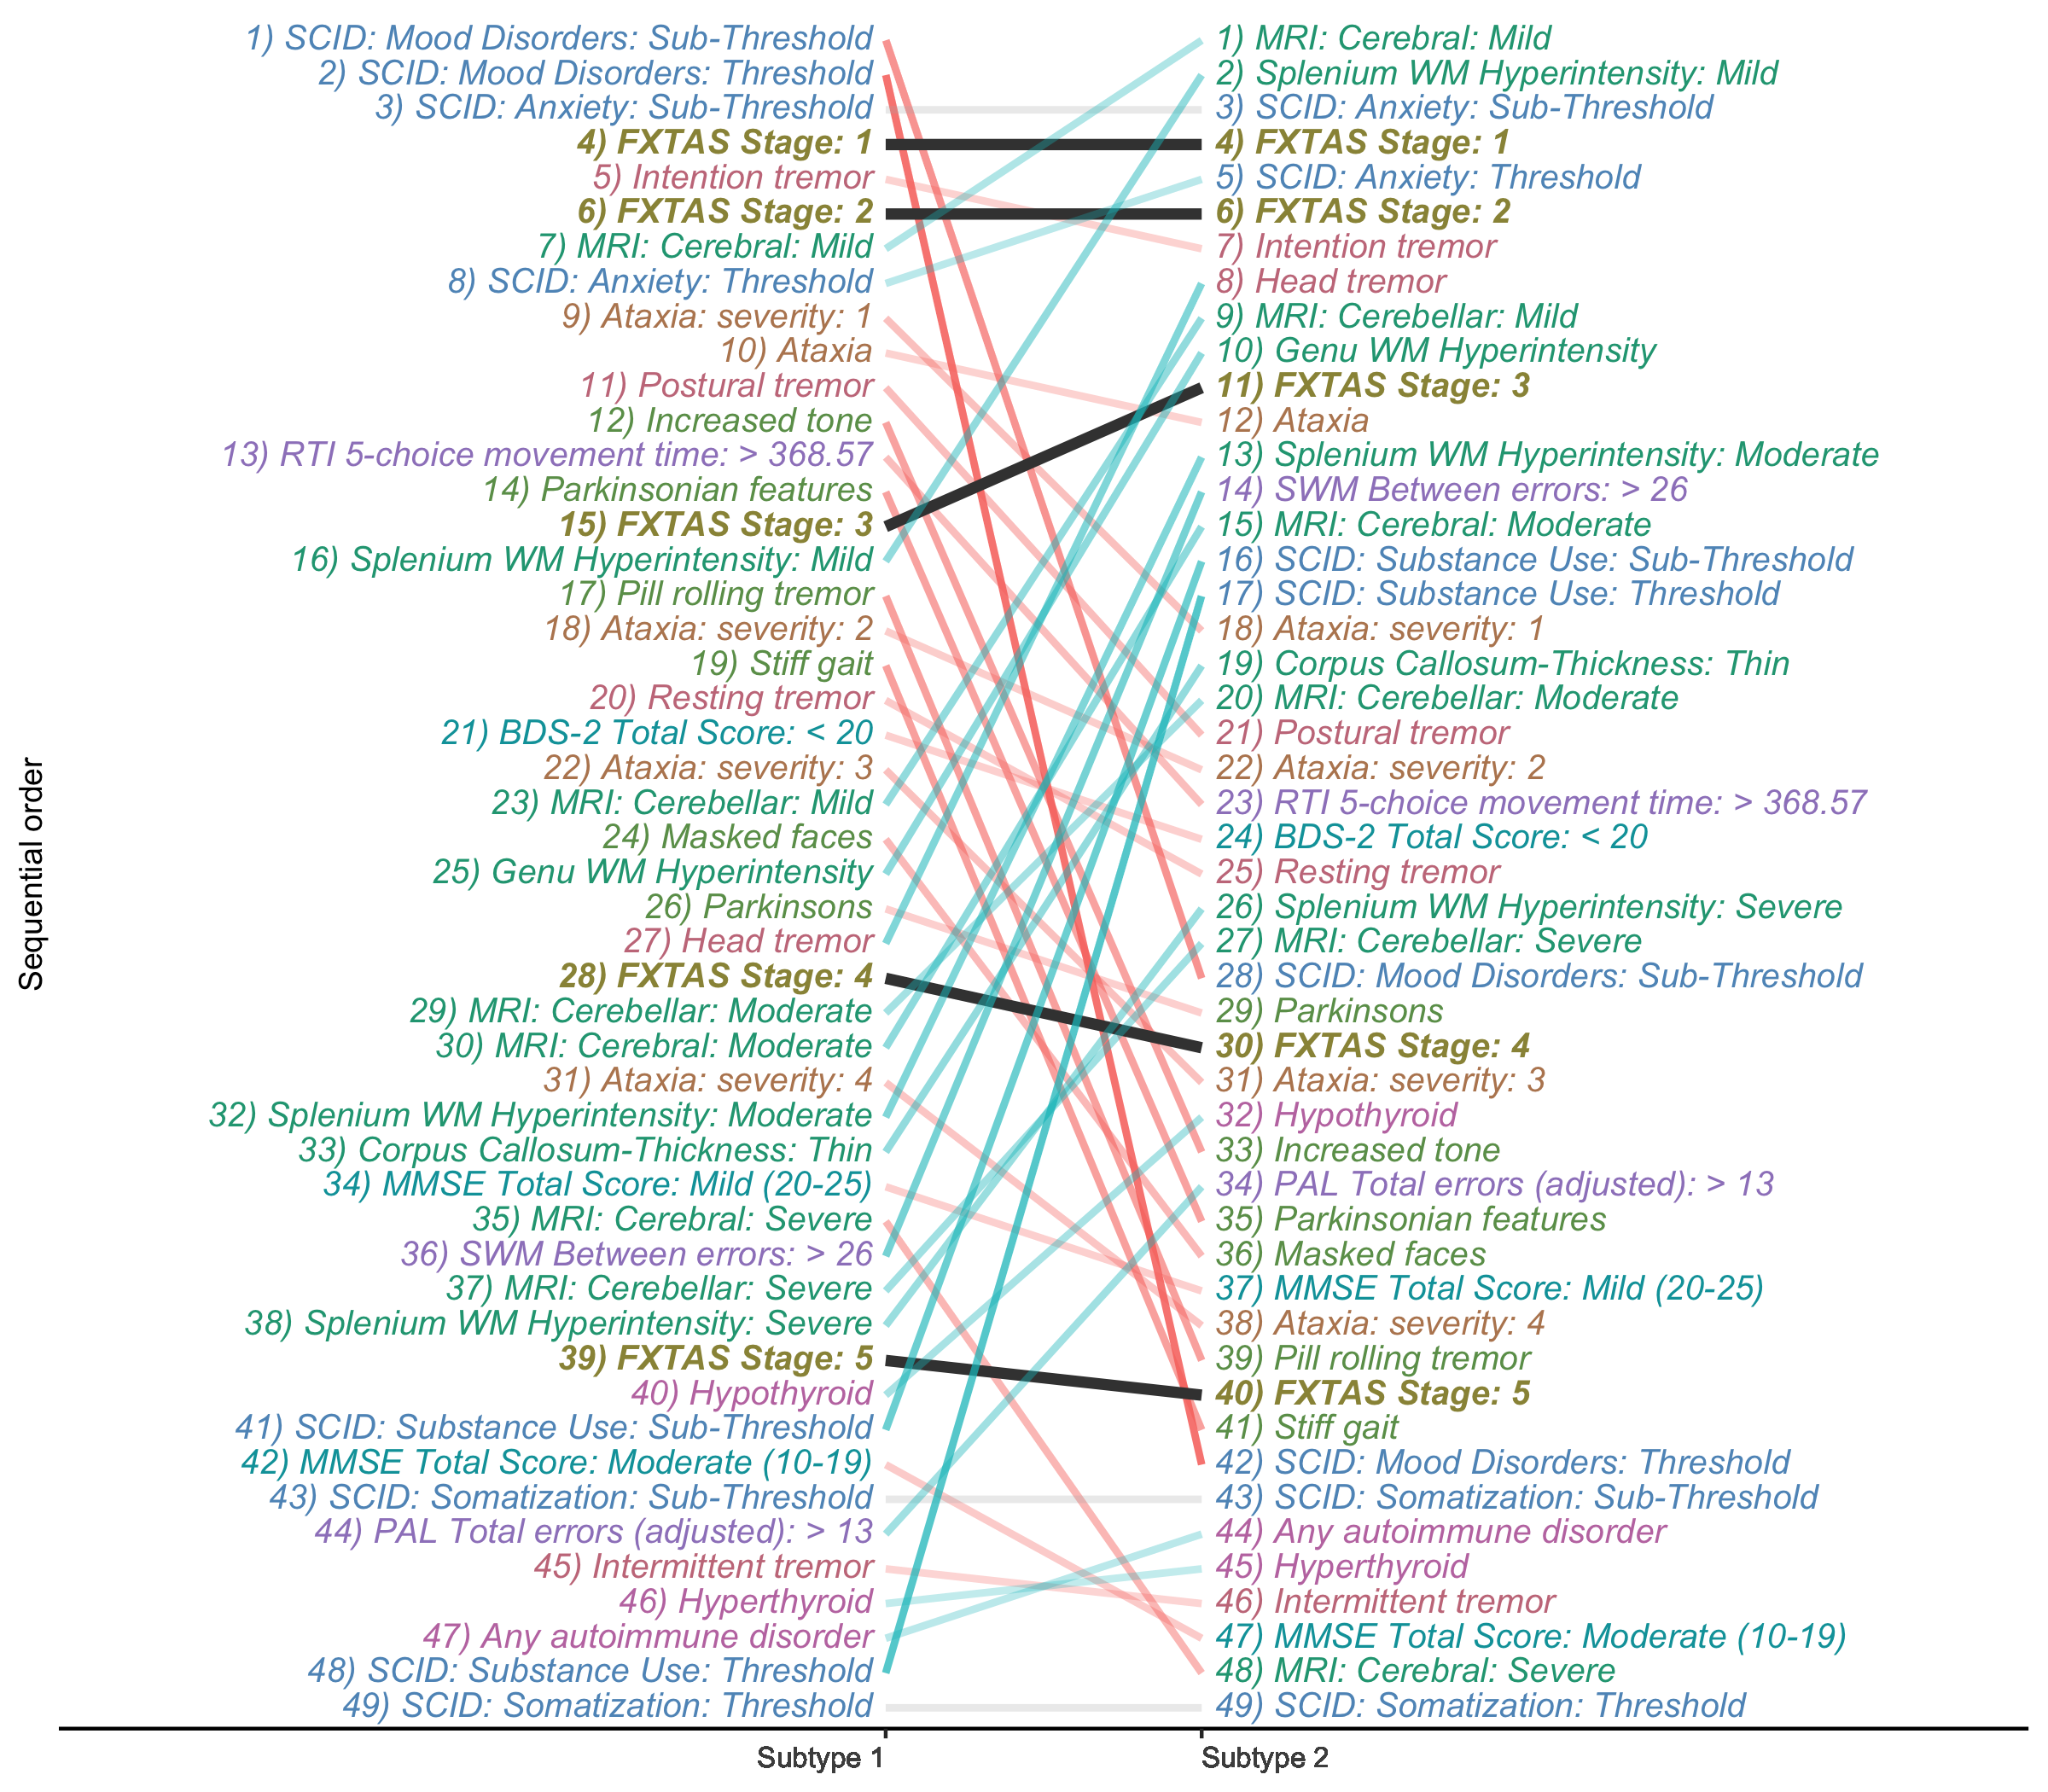 Sequential order
1) SCID: Mood Disorders: Sub-Threshold
2) SCID: Mood Disorders: Threshold
3) SCID: Anxiety: Sub-Threshold
4) FXTAS Stage: 1
5) Intention tremor
6) FXTAS Stage: 2
7) MRI: Cerebral: Mild
8) SCID: Anxiety: Threshold
9) Ataxia: severity: 1
10) Ataxia
11) Postural tremor
12) Increased tone
13) RTI 5-choice movement time: > 368.57
14) Parkinsonian features
15) FXTAS Stage: 3
16) Splenium WM Hyperintensity: Mild
17) Pill rolling tremor
18) Ataxia: severity: 2
19) Stiff gait
20) Resting tremor
21) BDS-2 Total Score: < 20
22) Ataxia: severity: 3
23) MRI: Cerebellar: Mild
24) Masked faces
25) Genu WM Hyperintensity
26) Parkinsons
27) Head tremor
28) FXTAS Stage: 4
29) MRI: Cerebellar: Moderate
30) MRI: Cerebral: Moderate
31) Ataxia: severity: 4
32) Splenium WM Hyperintensity: Moderate
33) Corpus Callosum-Thickness: Thin
34) MMSE Total Score: Mild (20-25)
35) MRI: Cerebral: Severe
36) SWM Between errors: > 26
37) MRI: Cerebellar: Severe
38) Splenium WM Hyperintensity: Severe
39) FXTAS Stage: 5
40) Hypothyroid
41) SCID: Substance Use: Sub-Threshold
42) MMSE Total Score: Moderate (10-19)
43) SCID: Somatization: Sub-Threshold
44) PAL Total errors (adjusted): > 13
45) Intermittent tremor
46) Hyperthyroid
47) Any autoimmune disorder
48) SCID: Substance Use: Threshold
49) SCID: Somatization: Threshold
1) MRI: Cerebral: Mild
2) Splenium WM Hyperintensity: Mild
3) SCID: Anxiety: Sub-Threshold
4) FXTAS Stage: 1
5) SCID: Anxiety: Threshold
6) FXTAS Stage: 2
7) Intention tremor
8) Head tremor
9) MRI: Cerebellar: Mild
10) Genu WM Hyperintensity
11) FXTAS Stage: 3
12) Ataxia
13) Splenium WM Hyperintensity: Moderate
14) SWM Between errors: > 26
15) MRI: Cerebral: Moderate
16) SCID: Substance Use: Sub-Threshold
17) SCID: Substance Use: Threshold
18) Ataxia: severity: 1
19) Corpus Callosum-Thickness: Thin
20) MRI: Cerebellar: Moderate
21) Postural tremor
22) Ataxia: severity: 2
23) RTI 5-choice movement time: > 368.57
24) BDS-2 Total Score: < 20
25) Resting tremor
26) Splenium WM Hyperintensity: Severe
27) MRI: Cerebellar: Severe
28) SCID: Mood Disorders: Sub-Threshold
29) Parkinsons
30) FXTAS Stage: 4
31) Ataxia: severity: 3
32) Hypothyroid
33) Increased tone
34) PAL Total errors (adjusted): > 13
35) Parkinsonian features
36) Masked faces
37) MMSE Total Score: Mild (20-25)
38) Ataxia: severity: 4
39) Pill rolling tremor
40) FXTAS Stage: 5
41) Stiff gait
42) SCID: Mood Disorders: Threshold
43) SCID: Somatization: Sub-Threshold
44) Any autoimmune disorder
45) Hyperthyroid
46) Intermittent tremor
47) MMSE Total Score: Moderate (10-19)
48) MRI: Cerebral: Severe
49) SCID: Somatization: Threshold
Subtype 1
Subtype 2